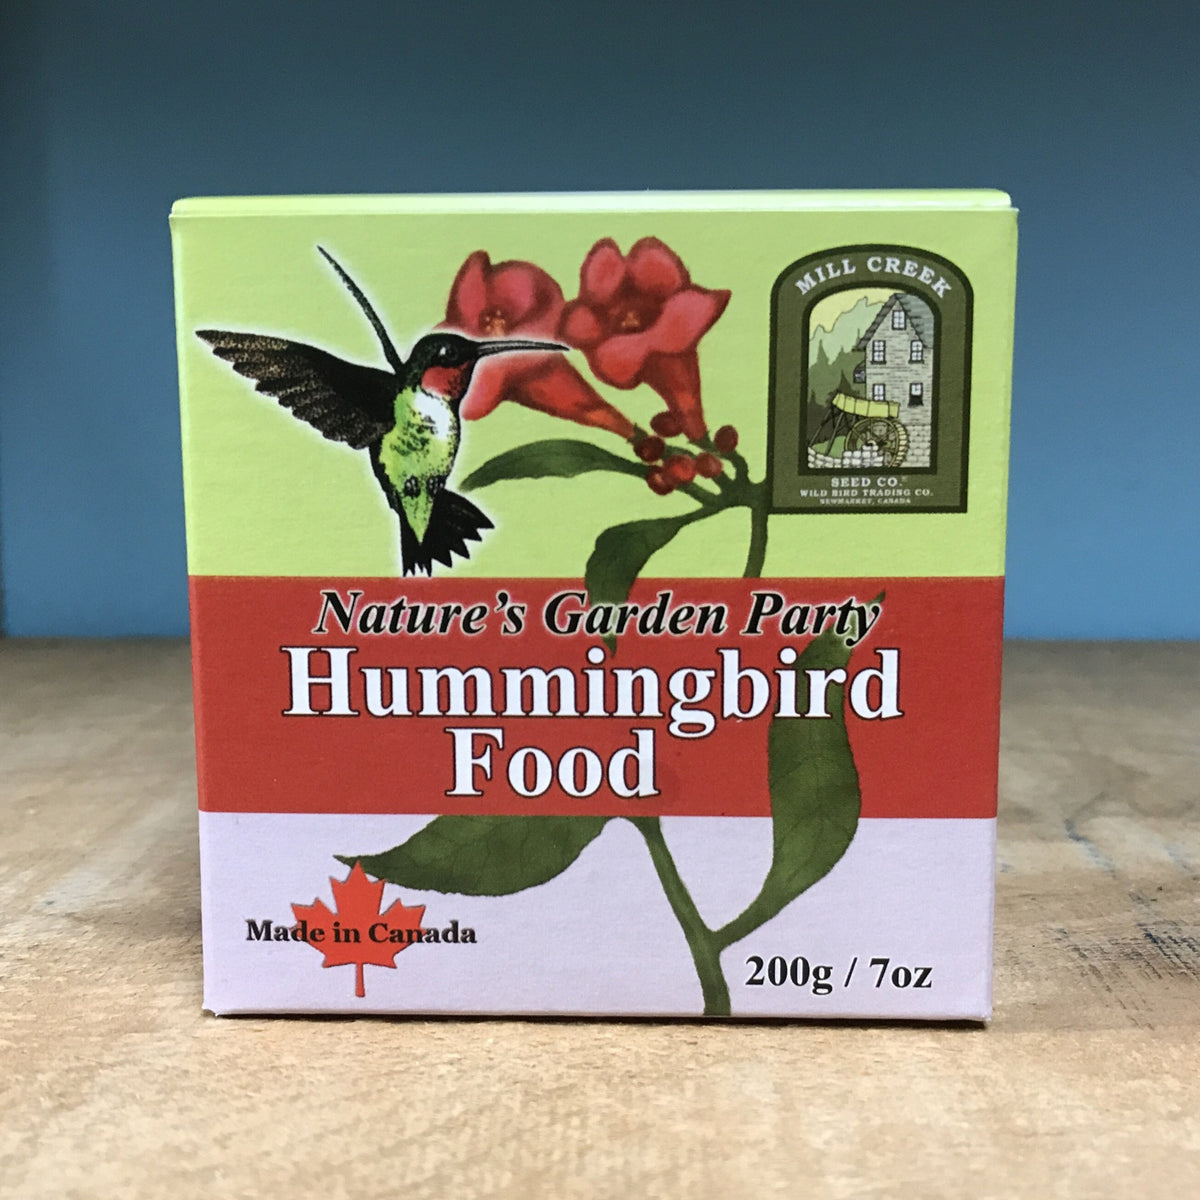 MILL CREEK
SEED CO.
WILD BIRD TRADING CO.
NEWMARKET, CANADA
Nature's Garden Party
Hummingbird
Food
Made in Canada
200g / 7oz